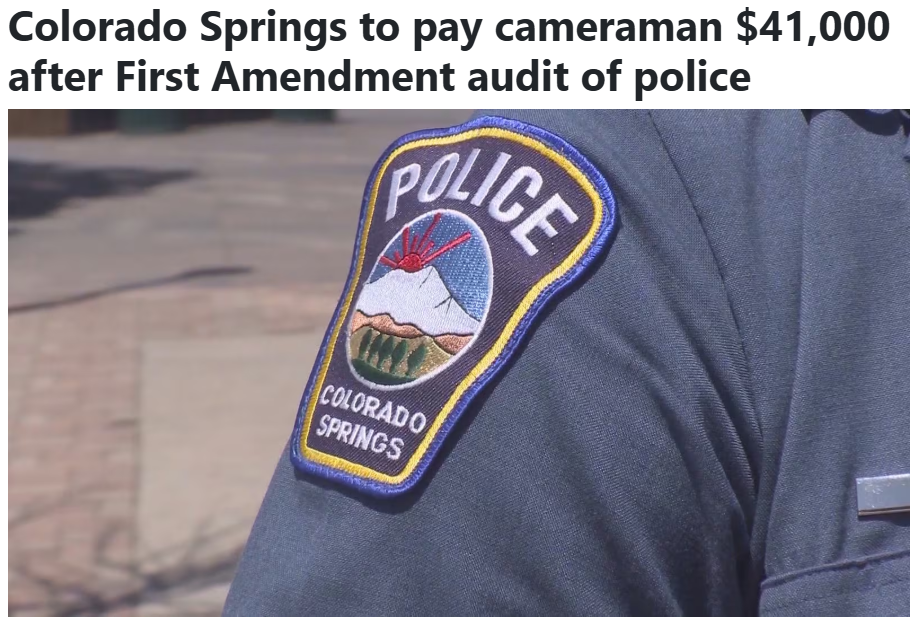 Colorado Springs to pay cameraman $41,000
after First Amendment audit of police
POLICE
COLORADO
SPRINGS